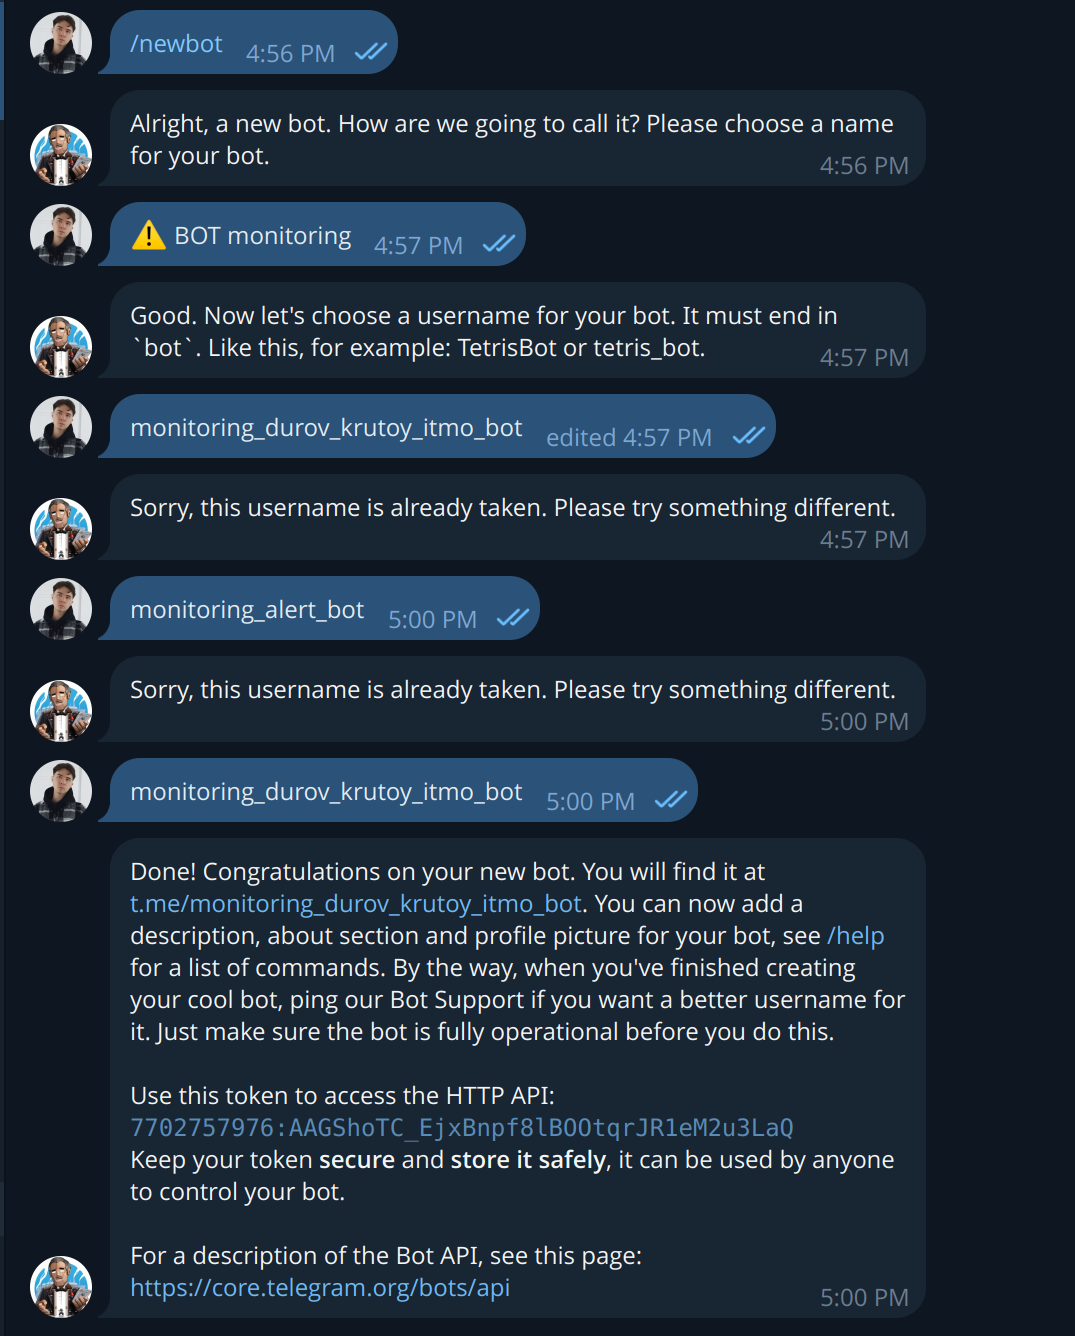 /newbot 4:56 PM
Alright, a new bot. How are we going to call it? Please choose a name
for your bot.
4:56 PM
⚠️ BOT monitoring 4:57 PM
Good. Now let's choose a username for your bot. It must end in
`bot`. Like this, for example: TetrisBot or tetris_bot.
4:57 PM
monitoring_durov_krutoy_itmo_bot edited 4:57 PM
Sorry, this username is already taken. Please try something different.
4:57 PM
monitoring_alert_bot 5:00 PM
Sorry, this username is already taken. Please try something different.
5:00 PM
monitoring_durov_krutoy_itmo_bot 5:00 PM
Done! Congratulations on your new bot. You will find it at
t.me/monitoring_durov_krutoy_itmo_bot. You can now add a
description, about section and profile picture for your bot, see /help
for a list of commands. By the way, when you've finished creating
your cool bot, ping our Bot Support if you want a better username for
it. Just make sure the bot is fully operational before you do this.
Use this token to access the HTTP API:
7702757976:AAGShoTC_EjxBnpf8lBOOtqrJR1eM2u3LaQ
Keep your token secure and store it safely, it can be used by anyone
to control your bot.
For a description of the Bot API, see this page:
https://core.telegram.org/bots/api
5:00 PM